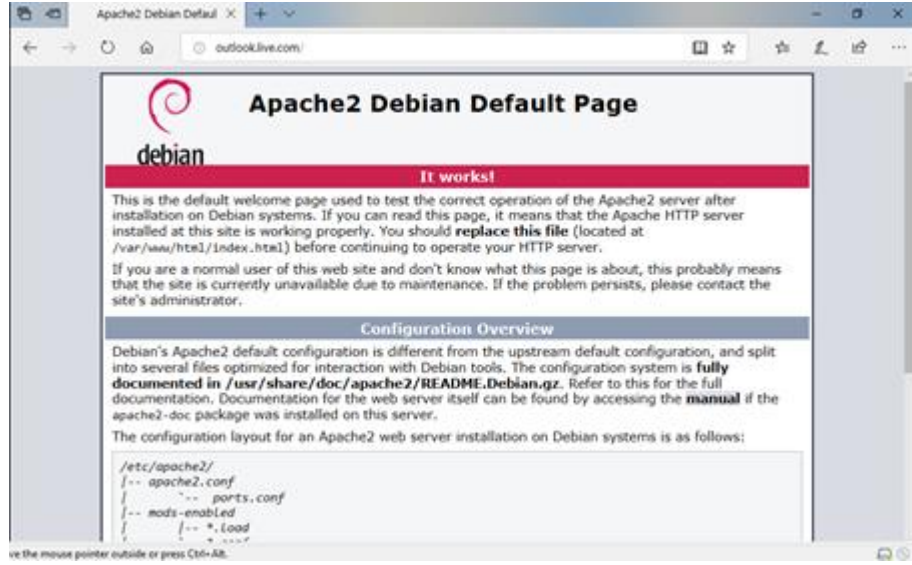 Apache2 Debian Defaul
outlook.live.com/
debian
Apache2 Debian Default Page
It works!
This is the default welcome page used to test the correct operation of the Apache2 server after
installation on Debian systems. If you can read this page, it means that the Apache HTTP server
installed at this site is working properly. You should replace this file (located at
/var/www/html/index.html) before continuing to operate your HTTP server.
If you are a normal user of this web site and don't know what this page is about, this probably means
that the site is currently unavailable due to maintenance. If the problem persists, please contact the
site's administrator.
Configuration Overview
Debian's Apache2 default configuration is different from the upstream default configuration, and split
into several files optimized for interaction with Debian tools. The configuration system is fully
documented in /usr/share/doc/apache2/README.Debian.gz. Refer to this for the full
documentation. Documentation for the web server itself can be found by accessing the manual if the
apache2-doc package was installed on this server.
The configuration layout for an Apache2 web server installation on Debian systems is as follows:
/etc/apache2/
|-- apache2.conf
|       `--  ports.conf
|-- mods-enabled
|       |-- *.load
ve the mouse pointer outside or press Ctrl+Alt.